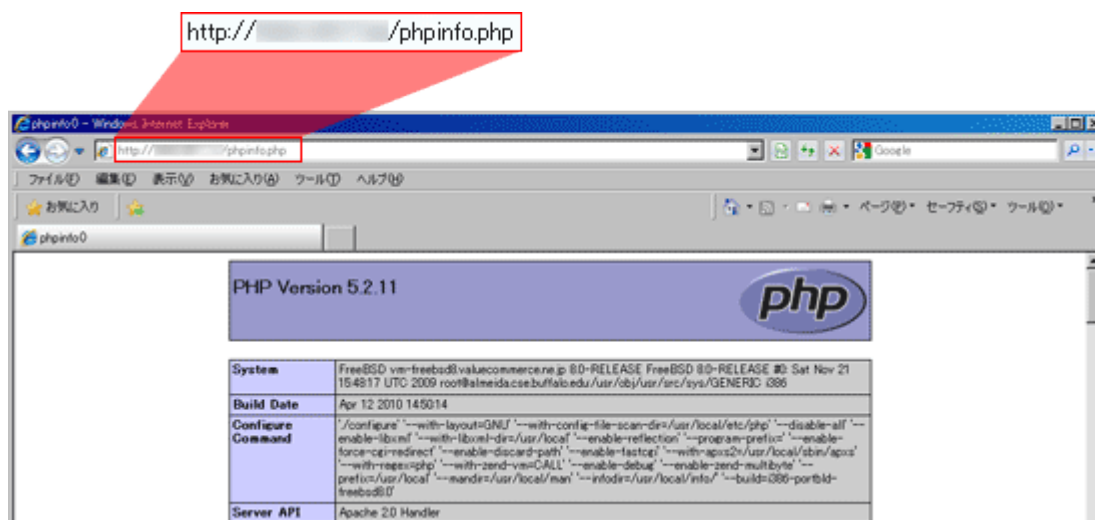 http:// /phpinfo.php
phpinfo() - Windows Internet Explorer
http:// /phpinfo.php
Google
ファイル(F) 編集(E) 表示(V) お気に入り(A) ツール(T) ヘルプ(H)
お気に入り
ページ(P) セーフティ(S) ツール(O)
phpinfo()
PHP Version 5.2.11
php
System FreeBSD vm-freebsd8.valuecommerce.ne.jp 8.0-RELEASE FreeBSD 8.0-RELEASE #0: Sat Nov 21
15:48:17 UTC 2009 root@almeida.cse.buffalo.edu:/usr/obj/usr/src/sys/GENERIC i386
Build Date Apr 12 2010 14:50:14
Configure './configure' '--with-layout=GNU' '--with-config-file-scan-dir=/usr/local/etc/php' '--disable-all' '--
Command enable-libxml' '--with-libxml-dir=/usr/local' '--enable-reflection' '--program-prefix=' '--enable-
force-cgi-redirect' '--enable-discard-path' '--enable-fastcgi' '--with-apxs2=/usr/local/sbin/apxs'
'--with-regex=php' '--with-zend-vm=CALL' '--enable-debug' '--enable-zend-multibyte' '--
prefix=/usr/local' '--mandir=/usr/local/man' '--infodir=/usr/local/info/' '--build=i386-portbld-
freebsd8.0'
Server API Apache 2.0 Handler